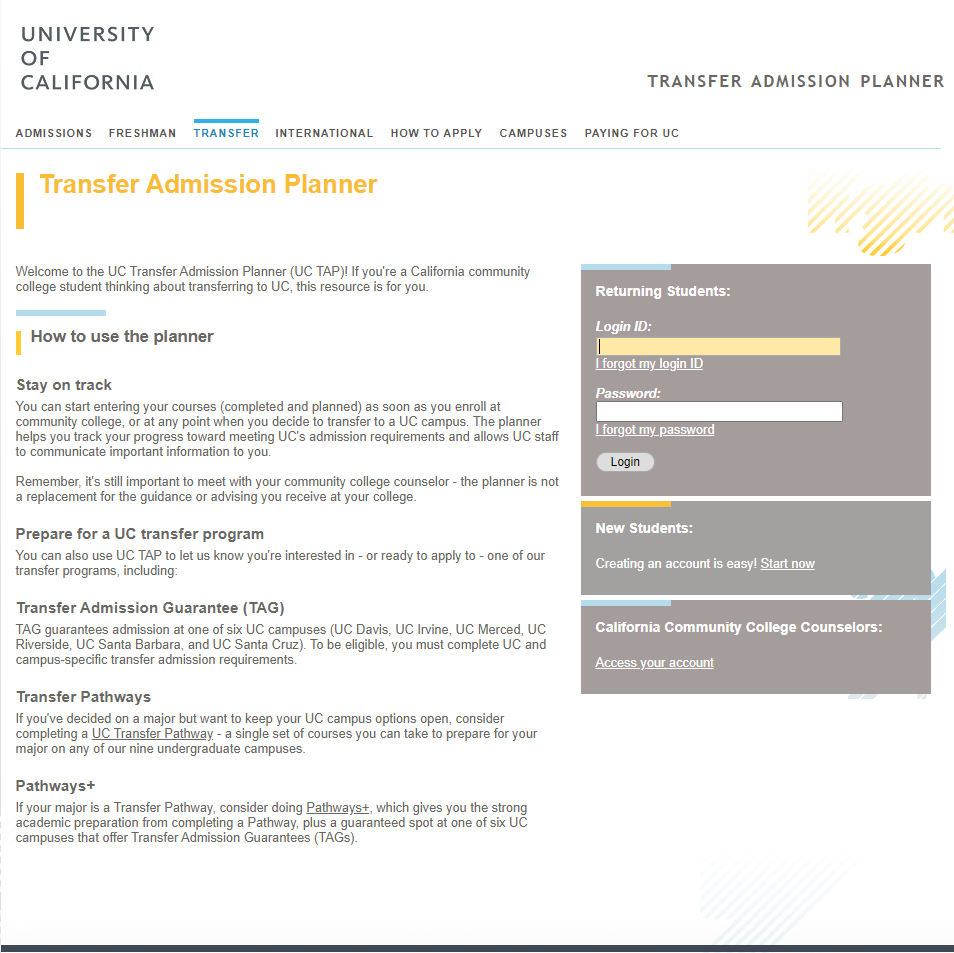 UNIVERSITY
OF
CALIFORNIA
TRANSFER ADMISSION PLANNER
ADMISSIONS FRESHMAN TRANSFER INTERNATIONAL HOW TO APPLY CAMPUSES PAYING FOR UC
Transfer Admission Planner
Welcome to the UC Transfer Admission Planner (UC TAP)! If you're a California community
college student thinking about transferring to UC, this resource is for you.
How to use the planner
Stay on track
You can start entering your courses (completed and planned) as soon as you enroll at
community college, or at any point when you decide to transfer to a UC campus. The planner
helps you track your progress toward meeting UC's admission requirements and allows UC staff
to communicate important information to you.
Remember, it's still important to meet with your community college counselor - the planner is not
a replacement for the guidance or advising you receive at your college.
Prepare for a UC transfer program
You can also use UC TAP to let us know you're interested in - or ready to apply to - one of our
transfer programs, including:
Transfer Admission Guarantee (TAG)
TAG guarantees admission at one of six UC campuses (UC Davis, UC Irvine, UC Merced, UC
Riverside, UC Santa Barbara, and UC Santa Cruz). To be eligible, you must complete UC and
campus-specific transfer admission requirements.
Transfer Pathways
If you've decided on a major but want to keep your UC campus options open, consider
completing a UC Transfer Pathway - a single set of courses you can take to prepare for your
major on any of our nine undergraduate campuses.
Pathways+
If your major is a Transfer Pathway, consider doing Pathways+, which gives you the strong
academic preparation from completing a Pathway, plus a guaranteed spot at one of six UC
campuses that offer Transfer Admission Guarantees (TAGs).
Returning Students:
Login ID:
I forgot my login ID
Password:
I forgot my password
Login
New Students:
Creating an account is easy! Start now
California Community College Counselors:
Access your account